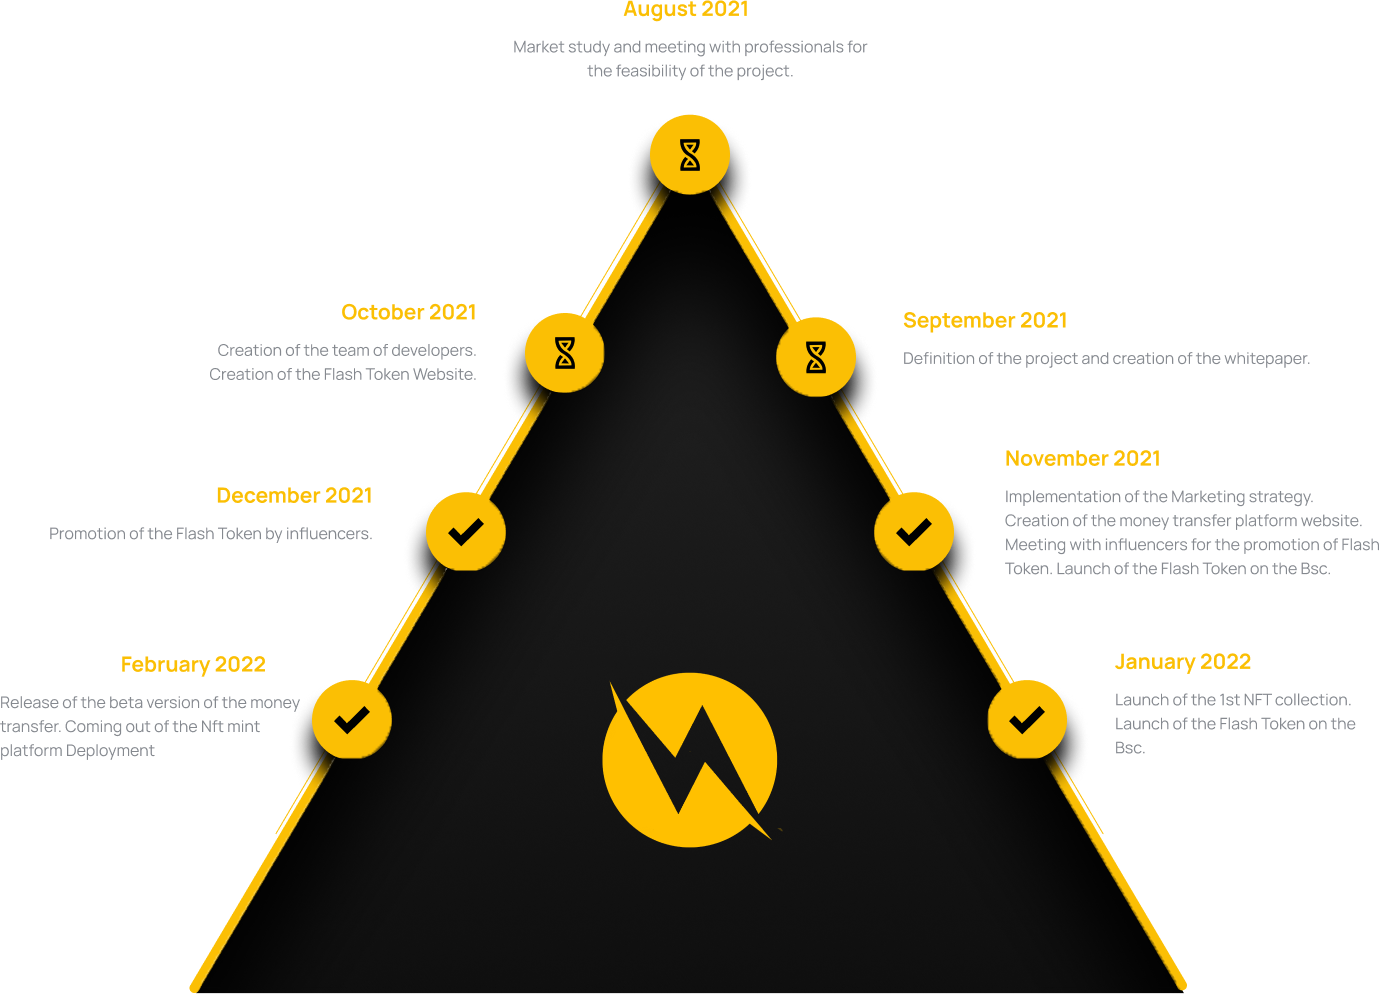 August 2021
Market study and meeting with professionals for
the feasibility of the project.
October 2021
Creation of the team of developers.
Creation of the Flash Token Website.
September 2021
Definition of the project and creation of the whitepaper.
December 2021
Promotion of the Flash Token by influencers.
November 2021
Implementation of the Marketing strategy.
Creation of the money transfer platform website.
Meeting with influencers for the promotion of Flash
Token. Launch of the Flash Token on the Bsc.
February 2022
Release of the beta version of the money
transfer. Coming out of the Nft mint
platform Deployment
January 2022
Launch of the 1st NFT collection.
Launch of the Flash Token on the
Bsc.